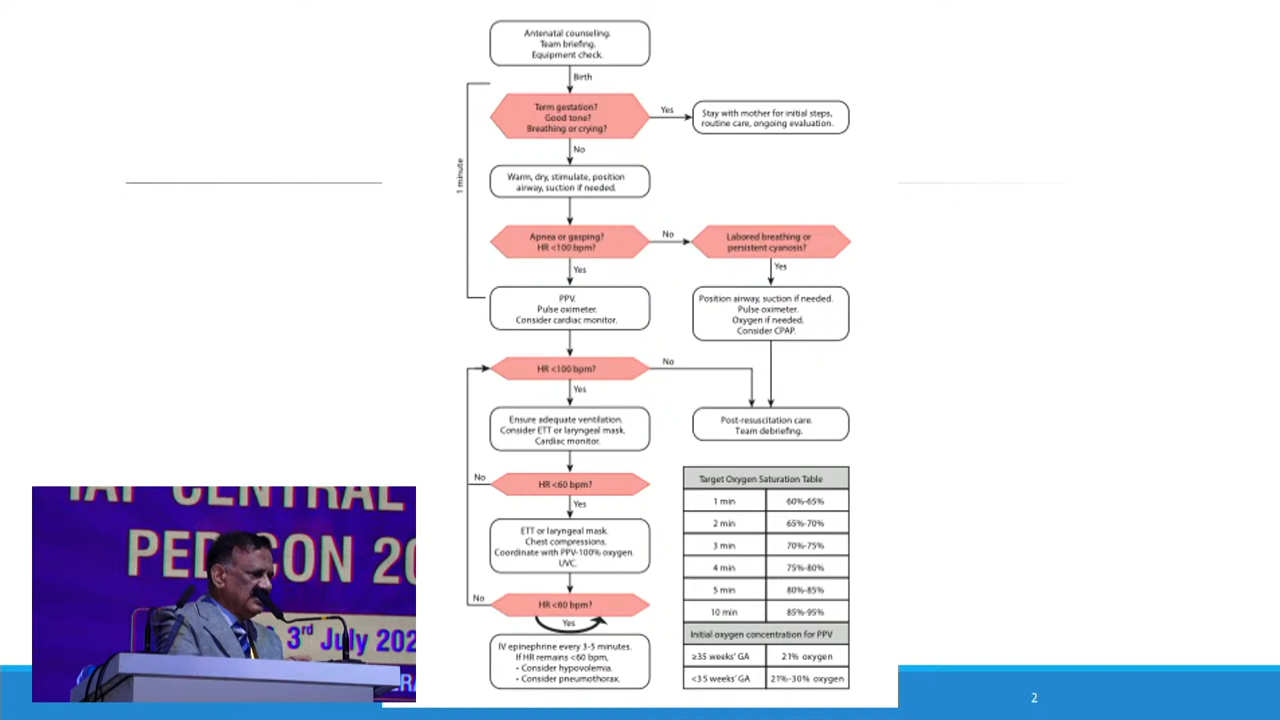 Antenatal counseling.
Team briefing.
Equipment check.
Birth
Term gestation?
Good tone?
Breathing or crying?
Yes
Stay with mother for initial steps,
routine care, ongoing evaluation.
No
1 minute
Warm, dry, stimulate, position
airway, suction if needed.
Apnea or gasping?
HR <100 bpm?
No
Labored breathing or
persistent cyanosis?
Yes
Yes
PPV.
Pulse oximeter.
Consider cardiac monitor.
Position airway, suction if needed.
Pulse oximeter.
Oxygen if needed.
Consider CPAP.
HR <100 bpm?
No
Yes
Ensure adequate ventilation.
Consider ETT or laryngeal mask.
Cardiac monitor.
Post-resuscitation care.
Team debriefing.
HR <60 bpm?
No
Yes
ETT or laryngeal mask.
Chest compressions.
Coordinate with PPV-100% oxygen.
UVC.
HR <60 bpm?
No
Yes
IV epinephrine every 3-5 minutes.
If HR remains <60 bpm,
• Consider hypovolemia.
• Consider pneumothorax.
Target Oxygen Saturation Table
1 min 60%-65%
2 min 65%-70%
3 min 70%-75%
4 min 75%-80%
5 min 80%-85%
10 min 85%-95%
Initial oxygen concentration for PPV
≥35 weeks' GA 21% oxygen
<35 weeks' GA 21%-30% oxygen
IAP CENTRAL
3rd July
2